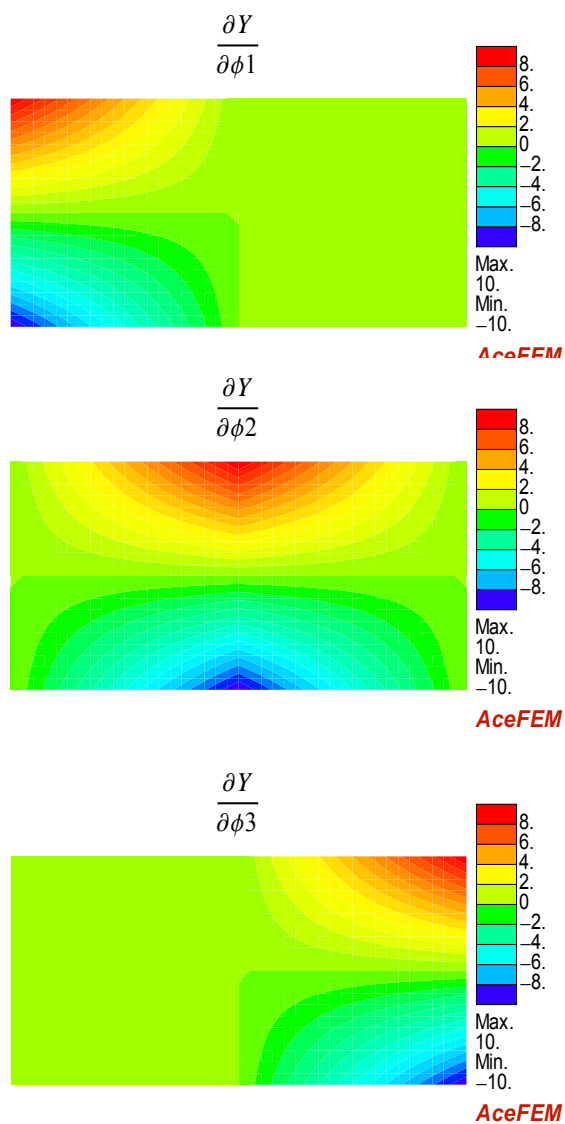 ∂Y
∂ϕ1
8.
6.
4.
2.
0
−2.
−4.
−6.
−8.
Max.
10.
Min.
−10.
AceFEM
∂Y
∂ϕ2
8.
6.
4.
2.
0
−2.
−4.
−6.
−8.
Max.
10.
Min.
−10.
AceFEM
∂Y
∂ϕ3
8.
6.
4.
2.
0
−2.
−4.
−6.
−8.
Max.
10.
Min.
−10.
AceFEM